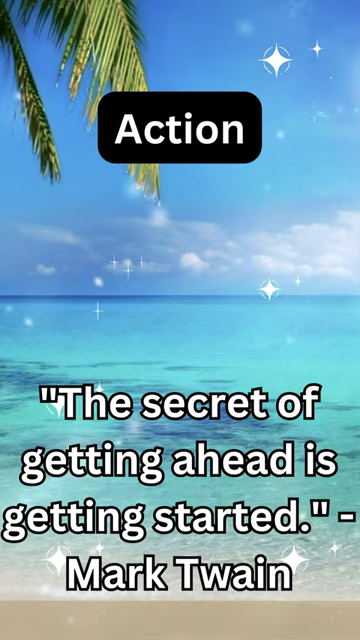 Action
"The secret of
getting ahead is
getting started." -
Mark Twain